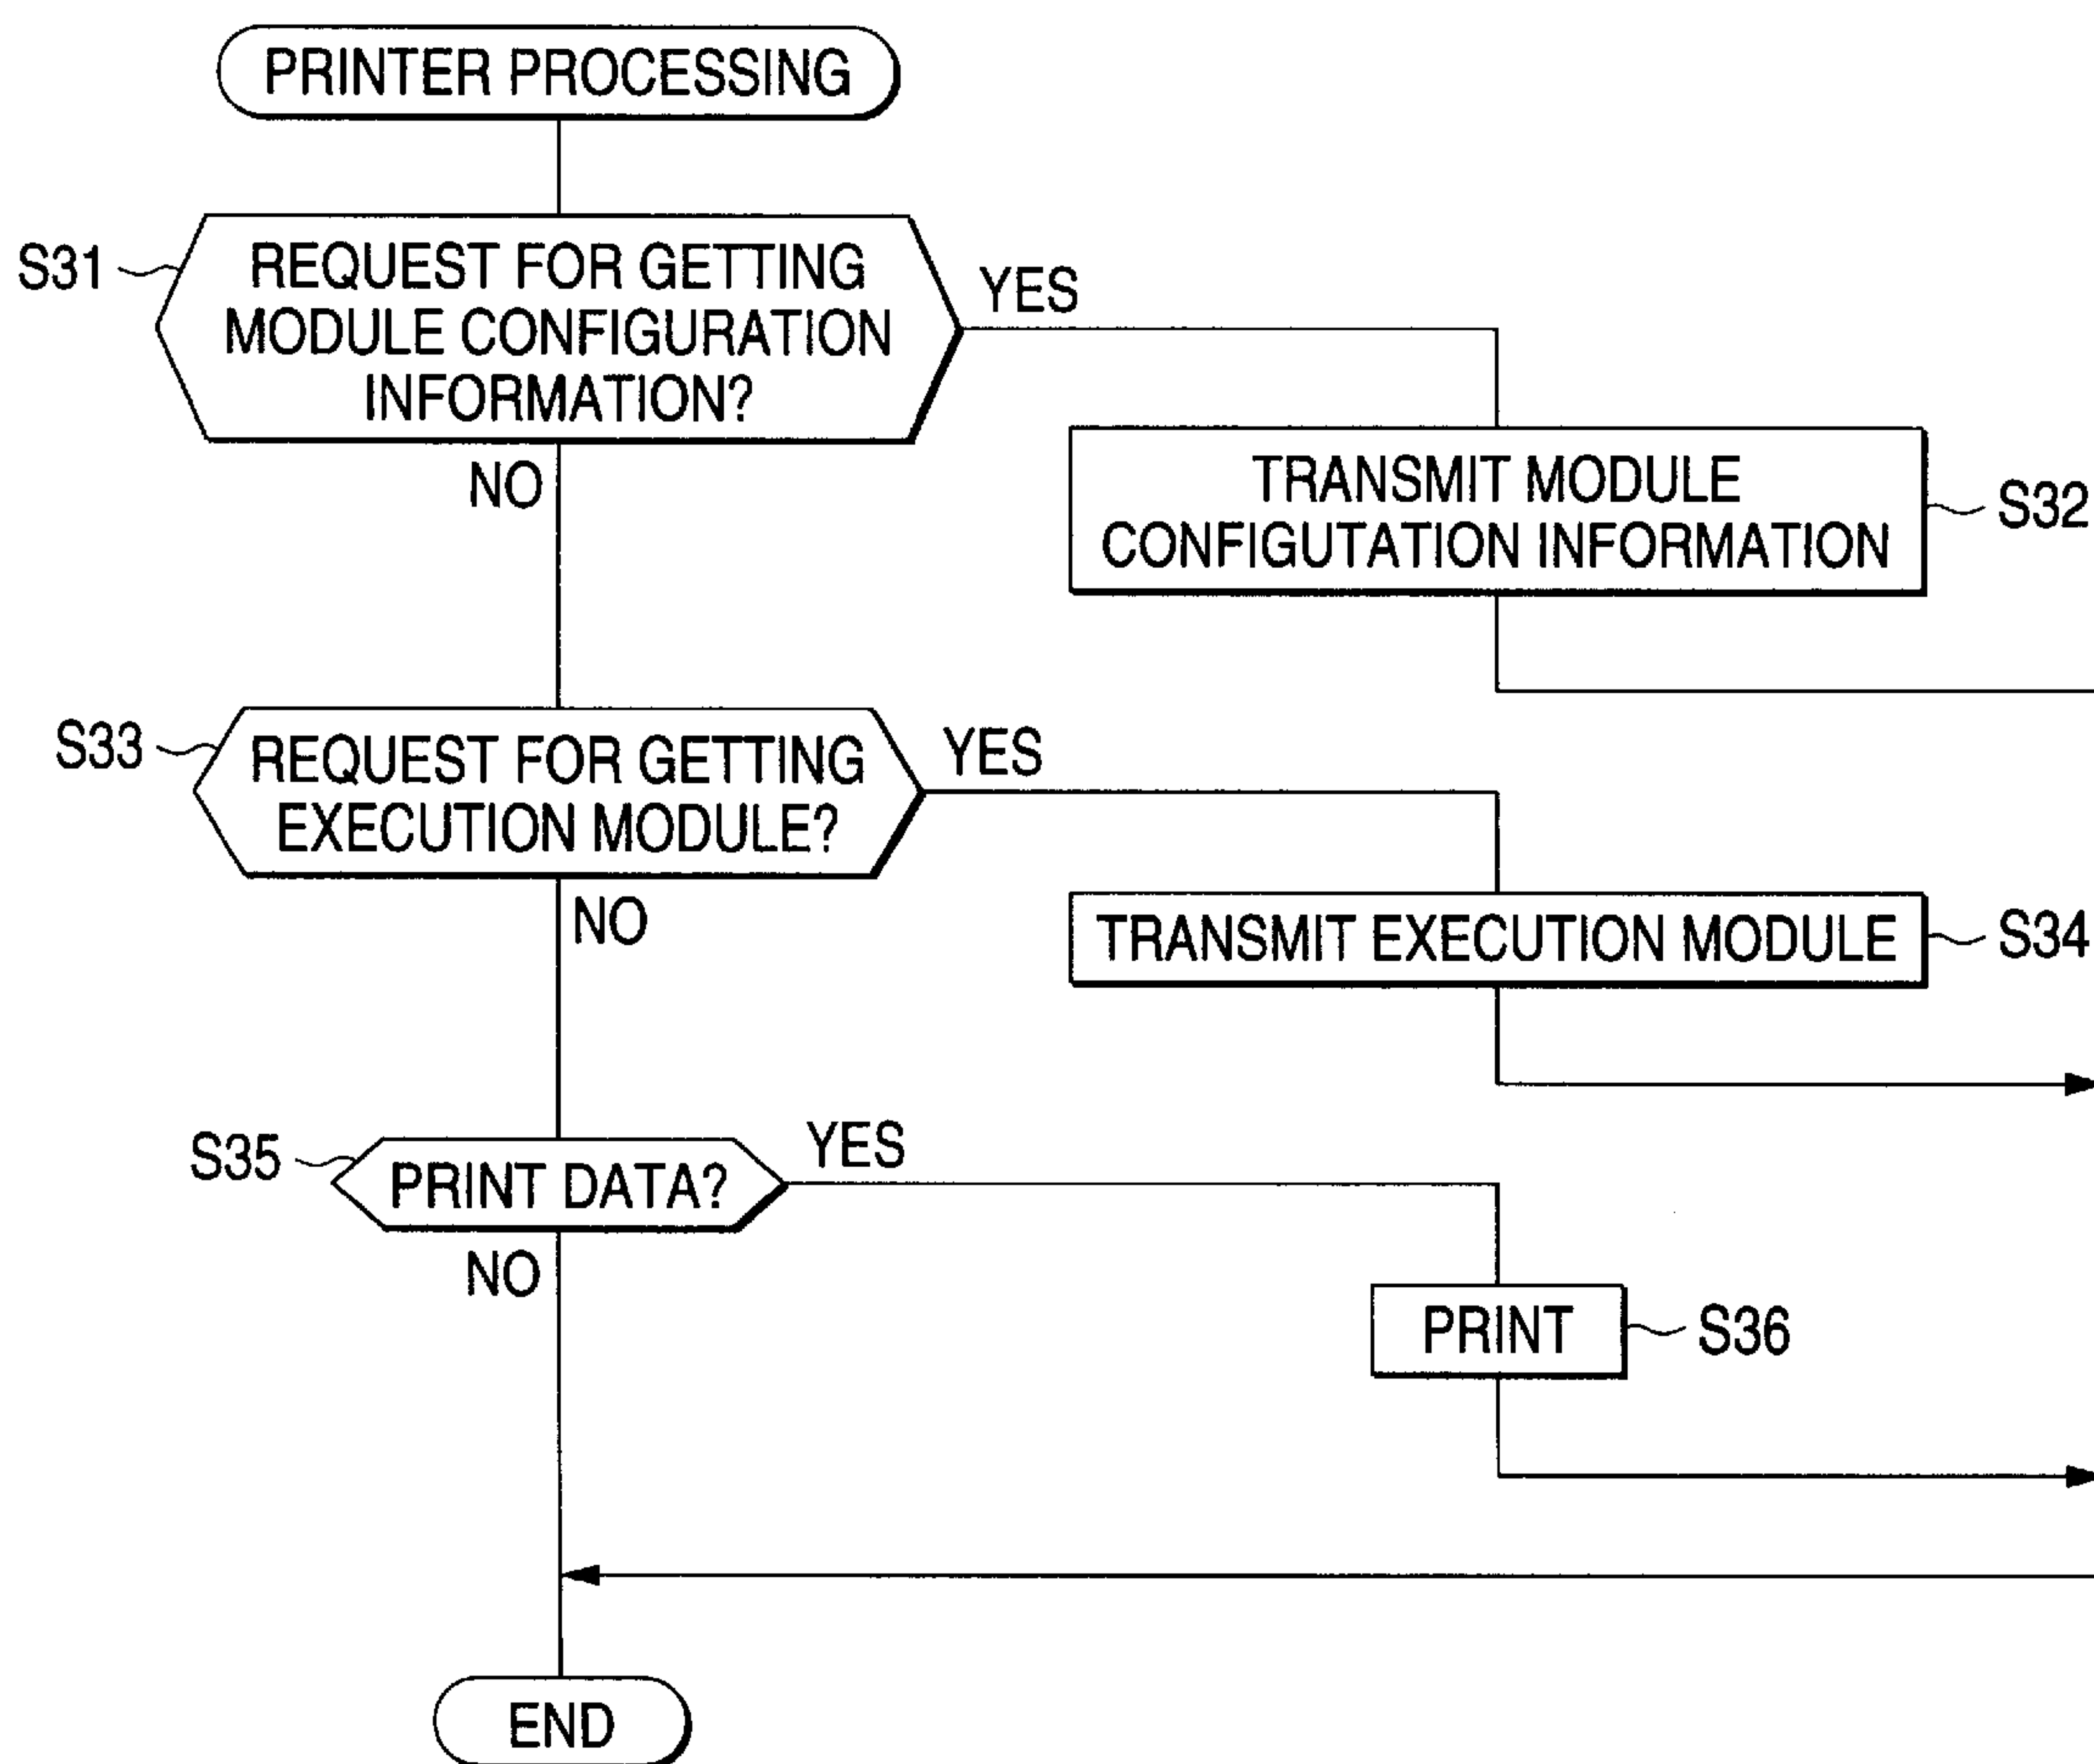 PRINTER PROCESSING
S31
REQUEST FOR GETTING
MODULE CONFIGURATION
INFORMATION?
YES
NO
TRANSMIT MODULE
CONFIGUTATION INFORMATION
S32
S33
REQUEST FOR GETTING
EXECUTION MODULE?
YES
NO
TRANSMIT EXECUTION MODULE
S34
S35
PRINT DATA?
YES
NO
PRINT
S36
END